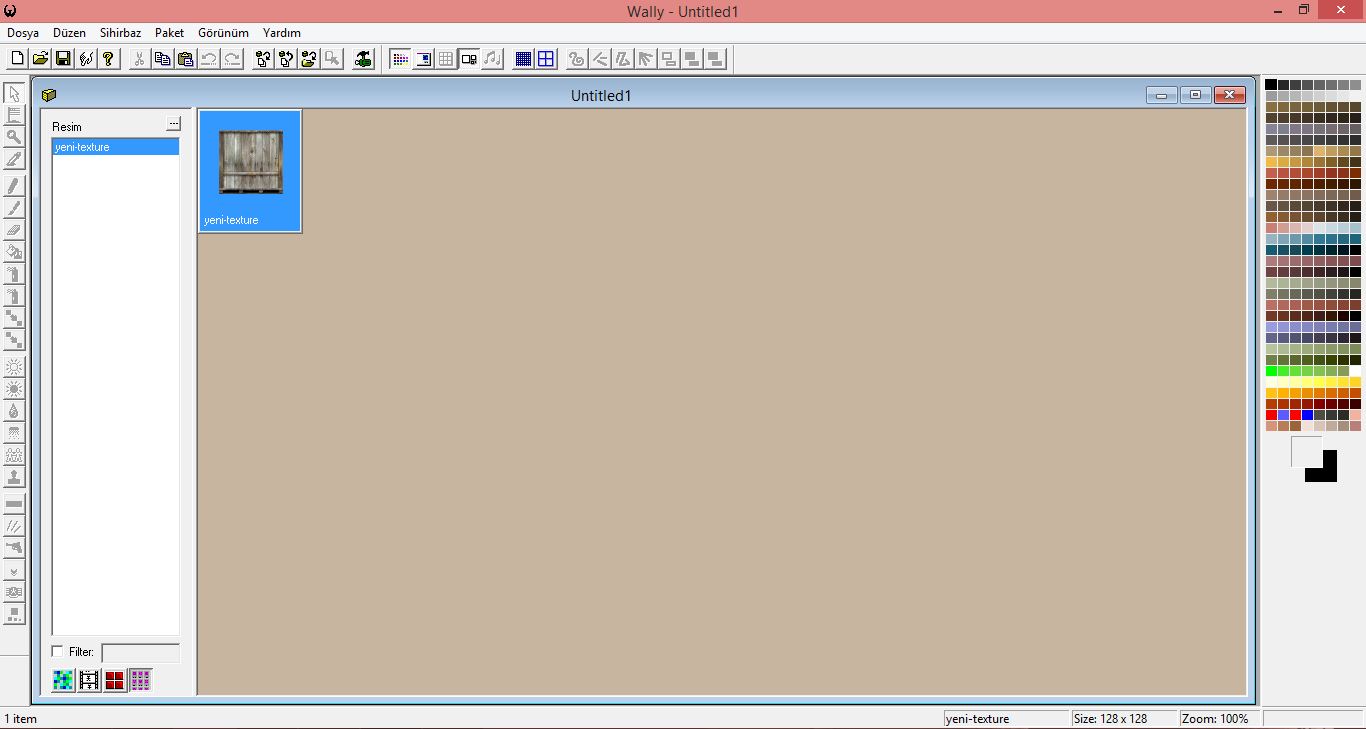 Wally - Untitled1
Dosya Düzen Sihirbaz Paket Görünüm Yardım
Untitled1
Resim
...
yeni-texture
yeni-texture
Filter:
1 item
yeni-texture
Size: 128 x 128
Zoom: 100%